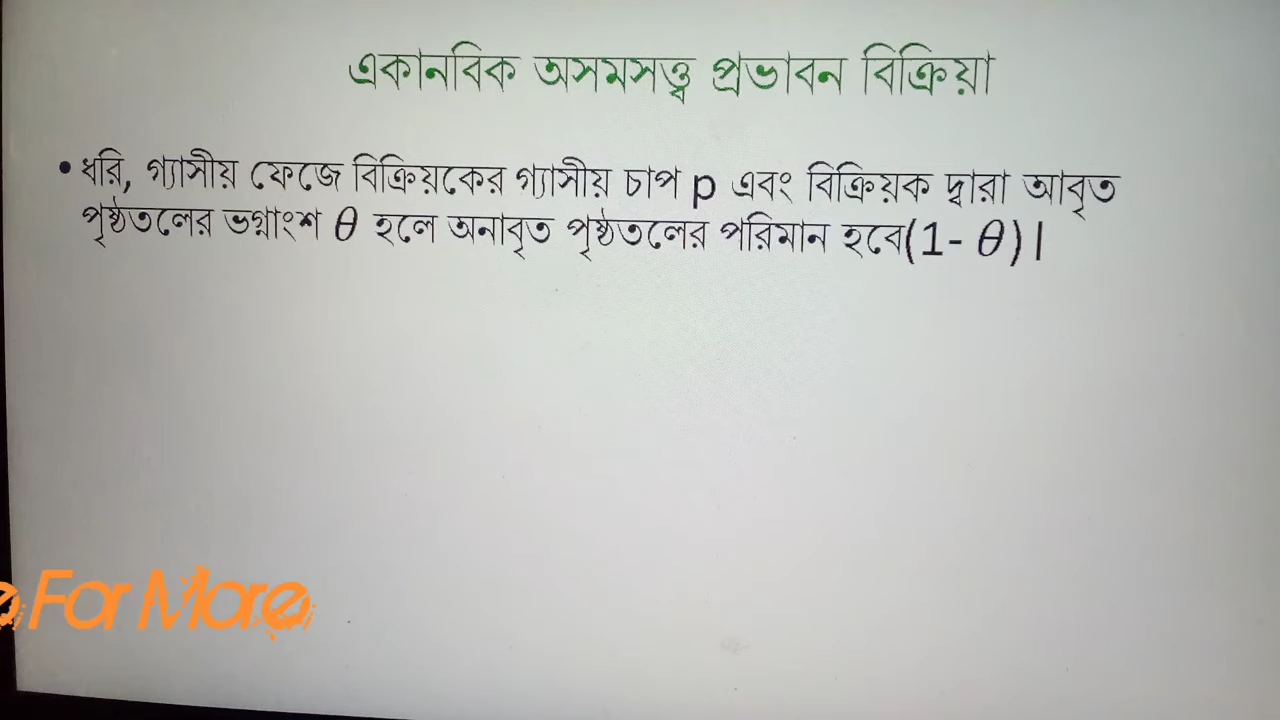 একানবিক অসমসত্ত্ব প্রভাবন বিক্রিয়া
• ধরি, গ্যাসীয় ফেজে বিক্রিয়কের গ্যাসীয় চাপ p এবং বিক্রিয়ক দ্বারা আবৃত
পৃষ্ঠতলের ভগ্নাংশ θ হলে অনাবৃত পৃষ্ঠতলের পরিমান হবে(1- θ)।
e For More